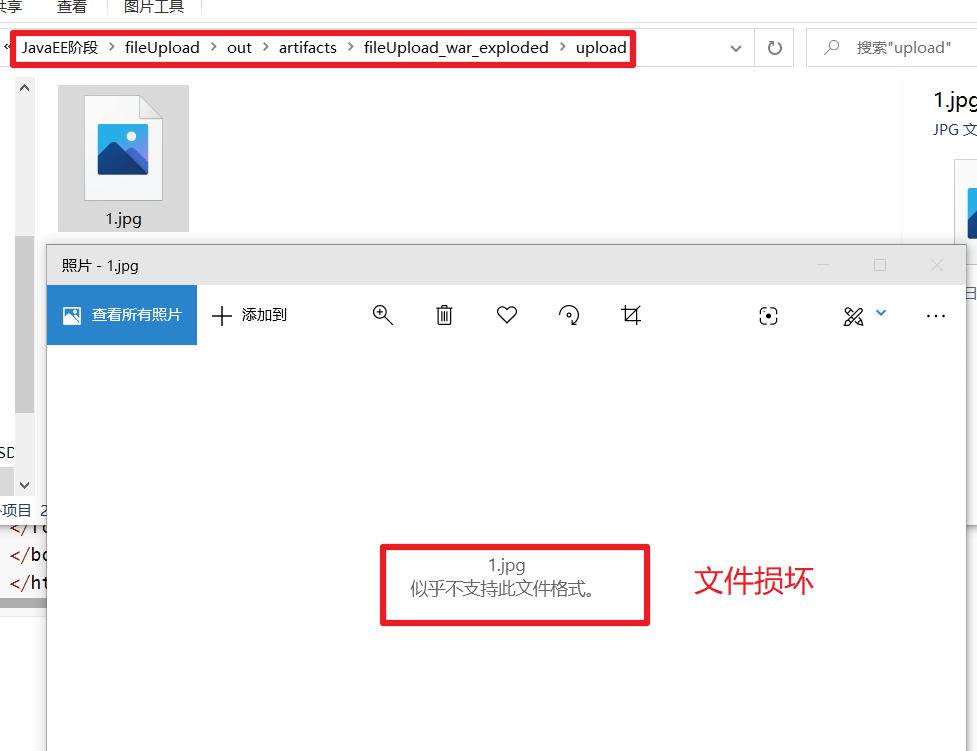 共享 查看 图片工具
« JavaEE阶段 › fileUpload › out › artifacts › fileUpload_war_exploded › upload
搜索"upload"
1.jpg
JPG 文
1.jpg
照片 - 1.jpg
查看所有照片 添加到
项目 2
</bo
</ht
1.jpg
似乎不支持此文件格式。
文件损坏